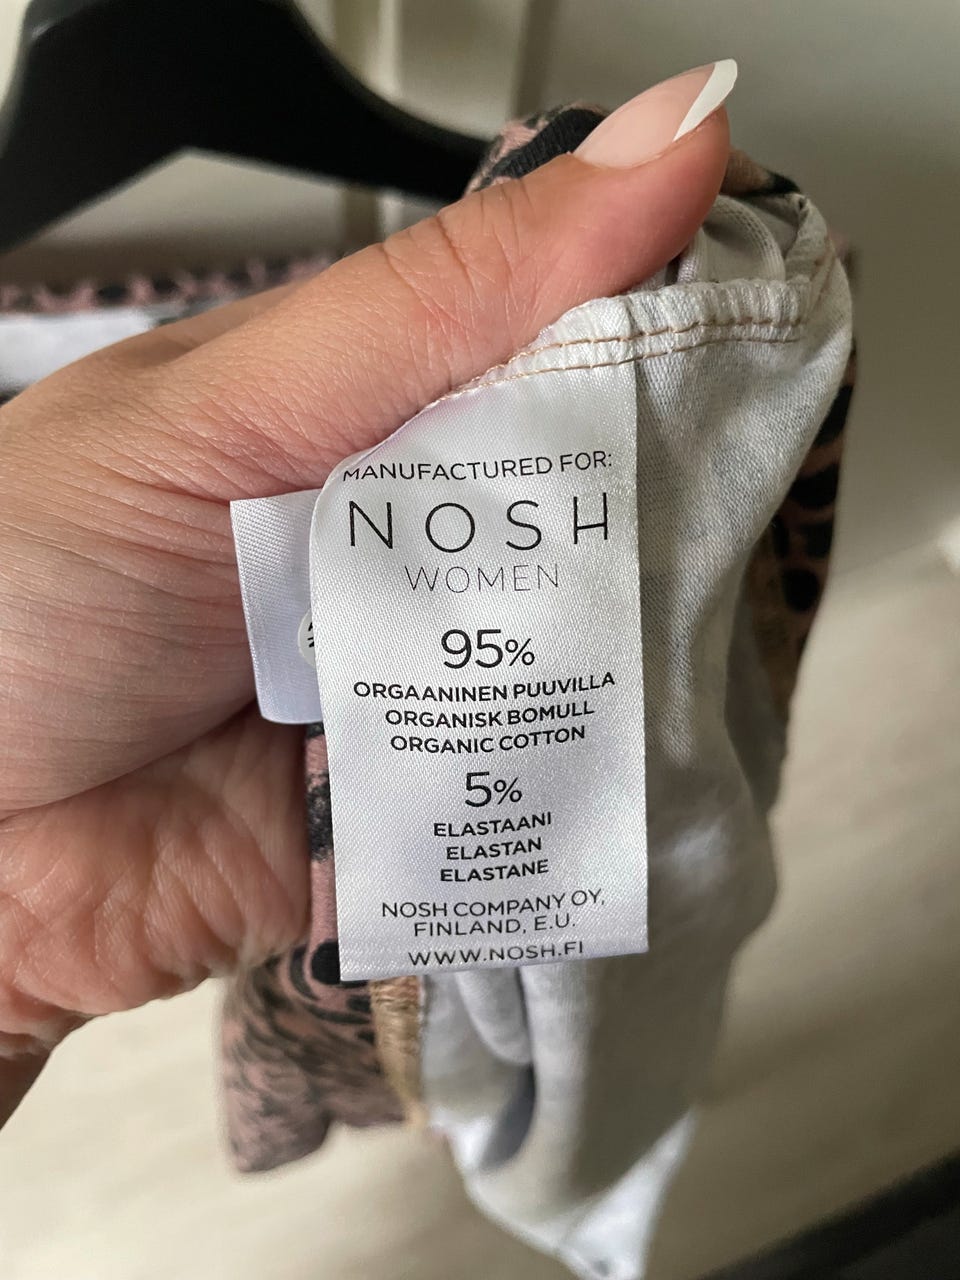 MANUFACTURED FOR:
NOSH
WOMEN
95%
ORGAANINEN PUUVILLA
ORGANISK BOMULL
ORGANIC COTTON
5%
ELASTAANI
ELASTAN
ELASTANE
NOSH COMPANY OY,
FINLAND, E.U.
WWW.NOSH.FI